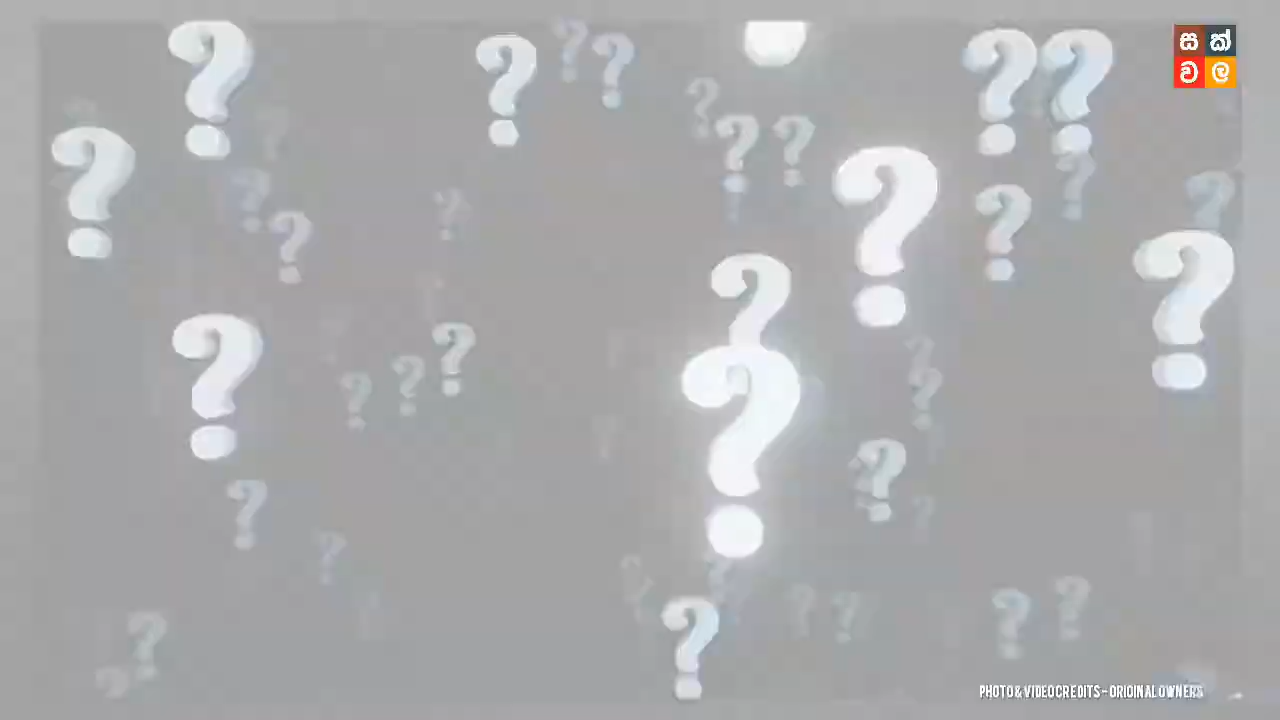 සක්
වල
PHOTO & VIDEO CREDITS - ORIGINAL OWNERS